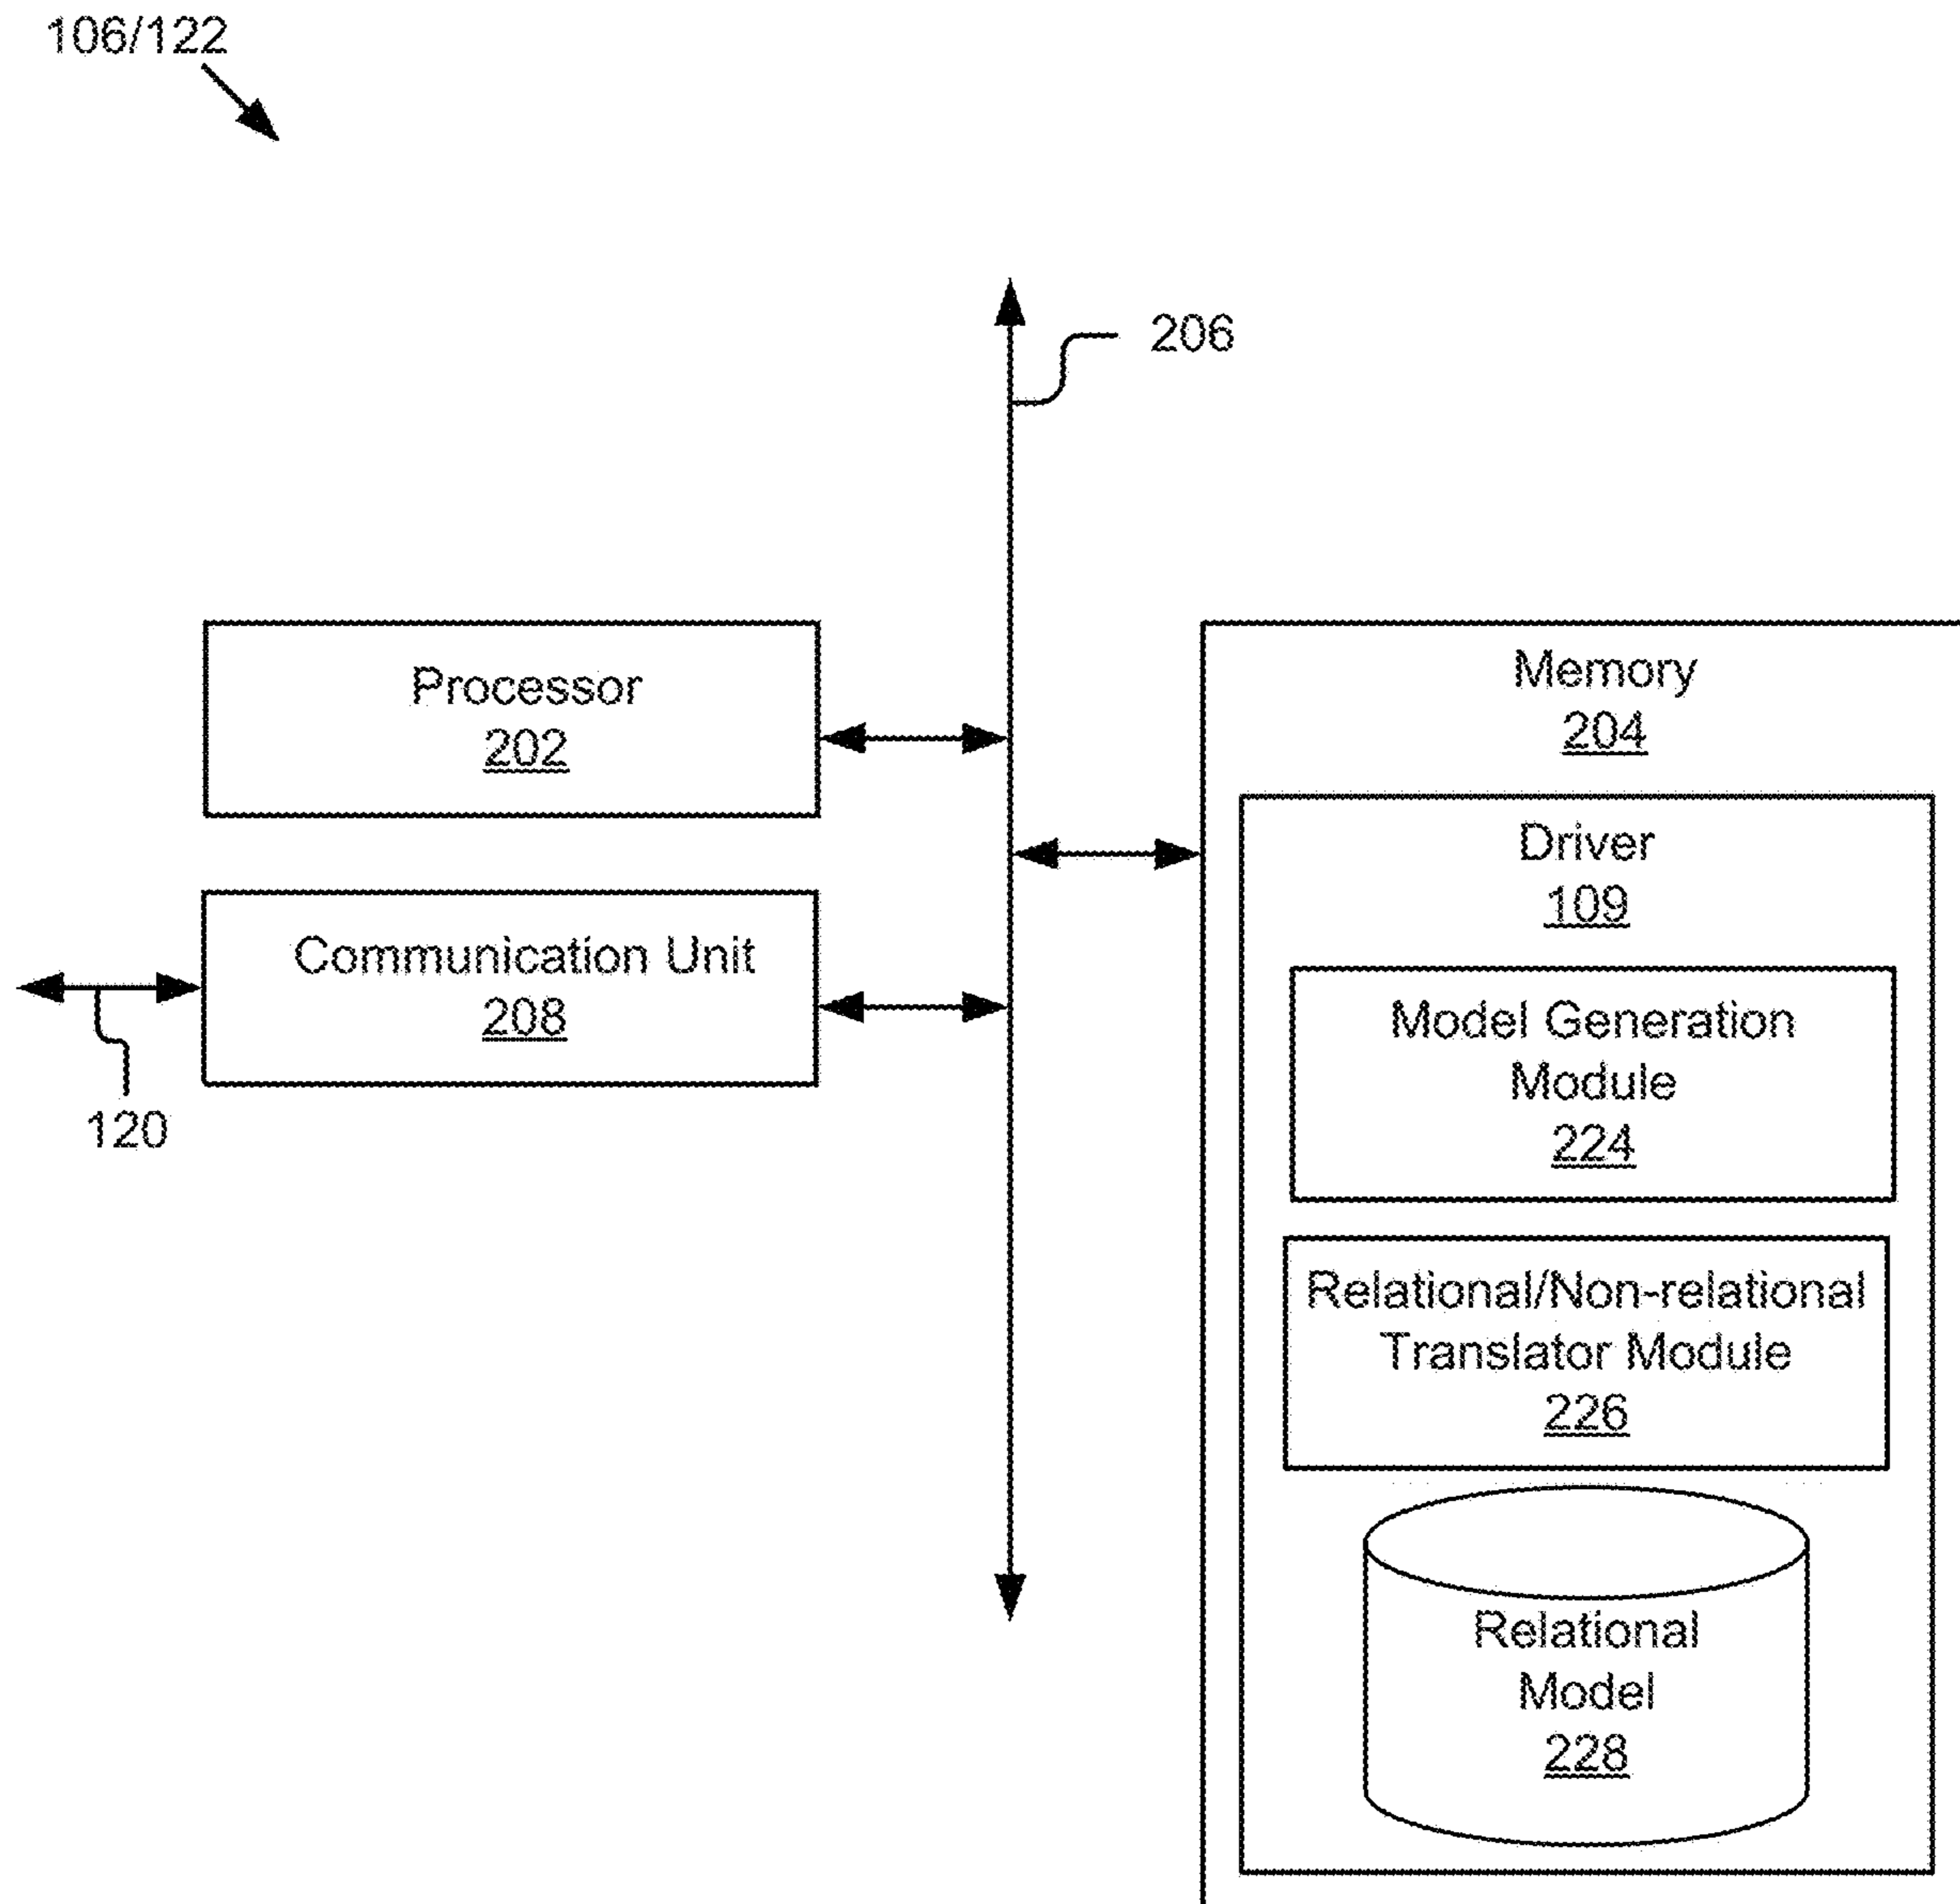 106/122
206
Processor
202
Communication Unit
208
120
Memory
204
Driver
109
Model Generation
Module
224
Relational/Non-relational
Translator Module
226
Relational
Model
228